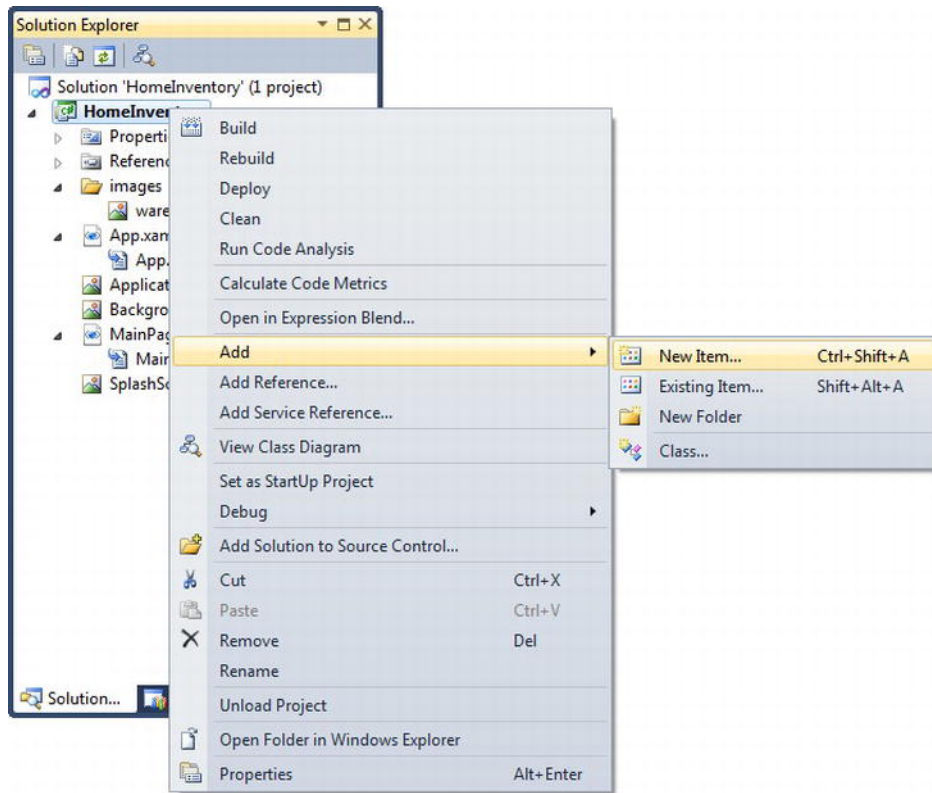 Solution Explorer
Solution 'HomeInventory' (1 project)
HomeInven
Properti
Referenc
images
ware
App.xam
App.
Applicat
Backgro
MainPag
Main
SplashSc
Solution...
Build
Rebuild
Deploy
Clean
Run Code Analysis
Calculate Code Metrics
Open in Expression Blend...
Add
Add Reference...
Add Service Reference...
View Class Diagram
Set as StartUp Project
Debug
Add Solution to Source Control...
Cut Ctrl+X
Paste Ctrl+V
Remove Del
Rename
Unload Project
Open Folder in Windows Explorer
Properties Alt+Enter
New Item... Ctrl+Shift+A
Existing Item... Shift+Alt+A
New Folder
Class...